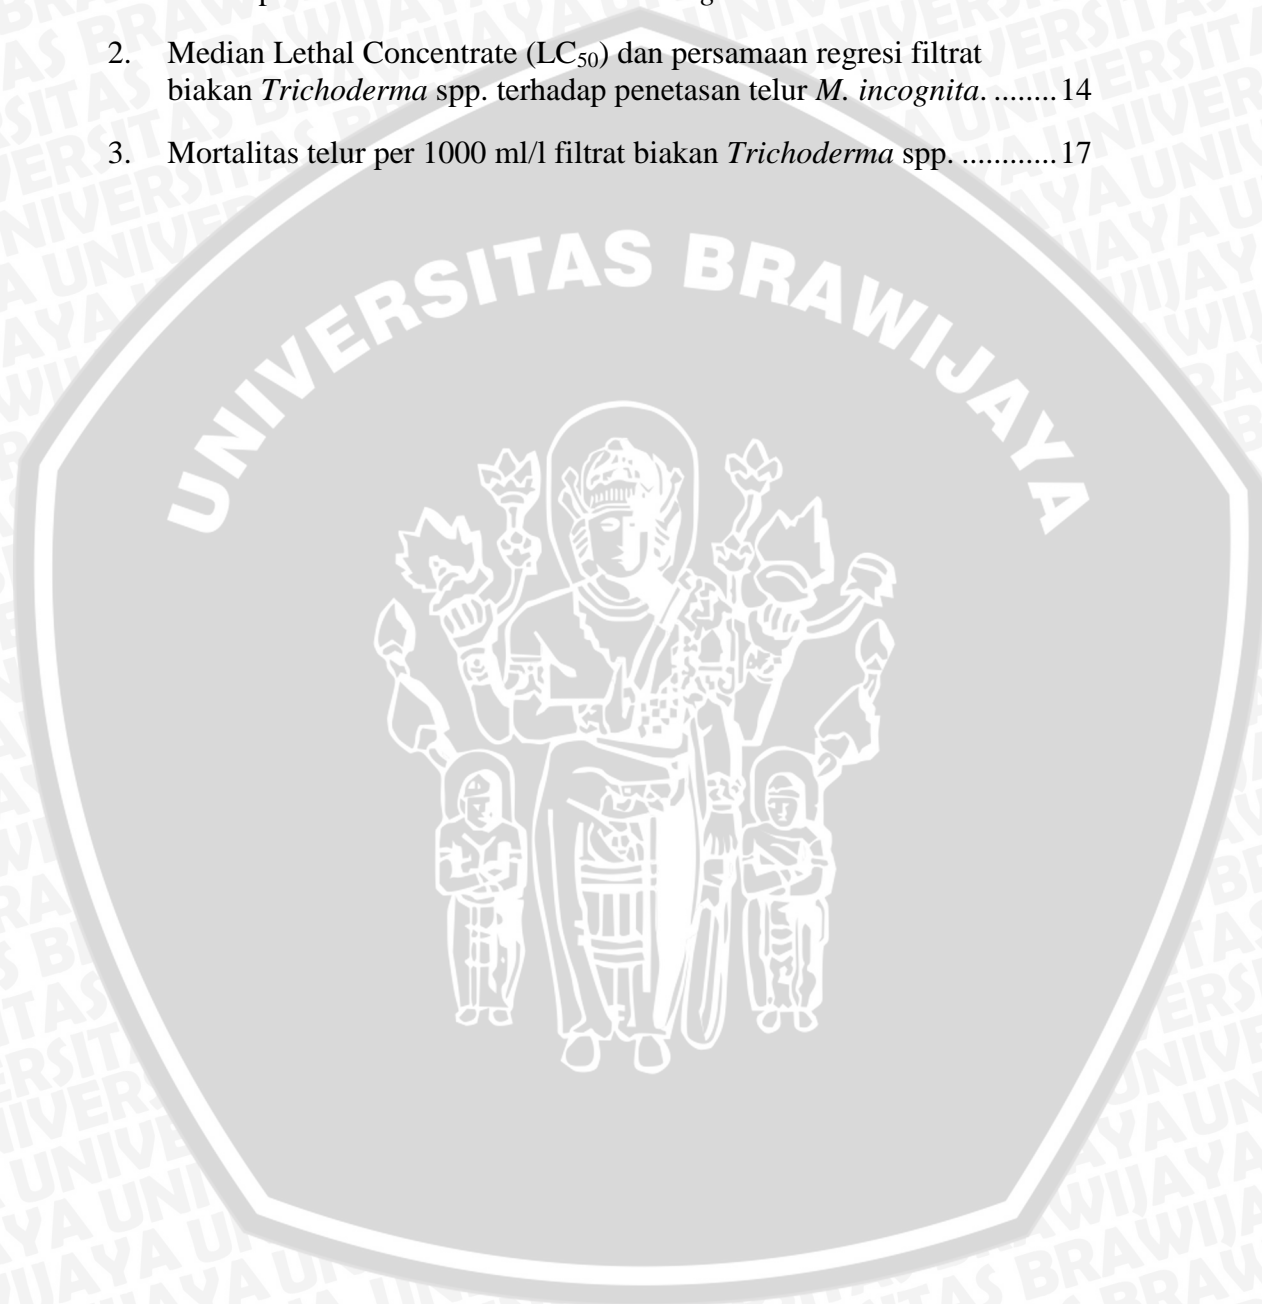 2. Median Lethal Concentrate (LC50) dan persamaan regresi filtrat
biakan Trichoderma spp. terhadap penetasan telur M. incognita. ........ 14
3. Mortalitas telur per 1000 ml/l filtrat biakan Trichoderma spp. ............ 17
UNIVERSITAS BRAWIJAYA